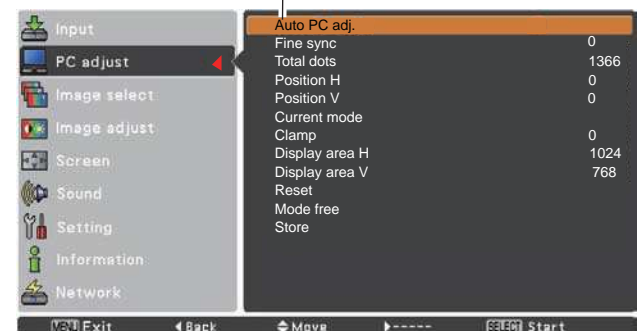 Input
PC adjust
Image select
Image adjust
Screen
Sound
Setting
Information
Network
Auto PC adj.
Fine sync 0
Total dots 1366
Position H 0
Position V 0
Current mode
Clamp 0
Display area H 1024
Display area V 768
Reset
Mode free
Store
MENU Exit ◀Back Move ▶----- SELECT Start